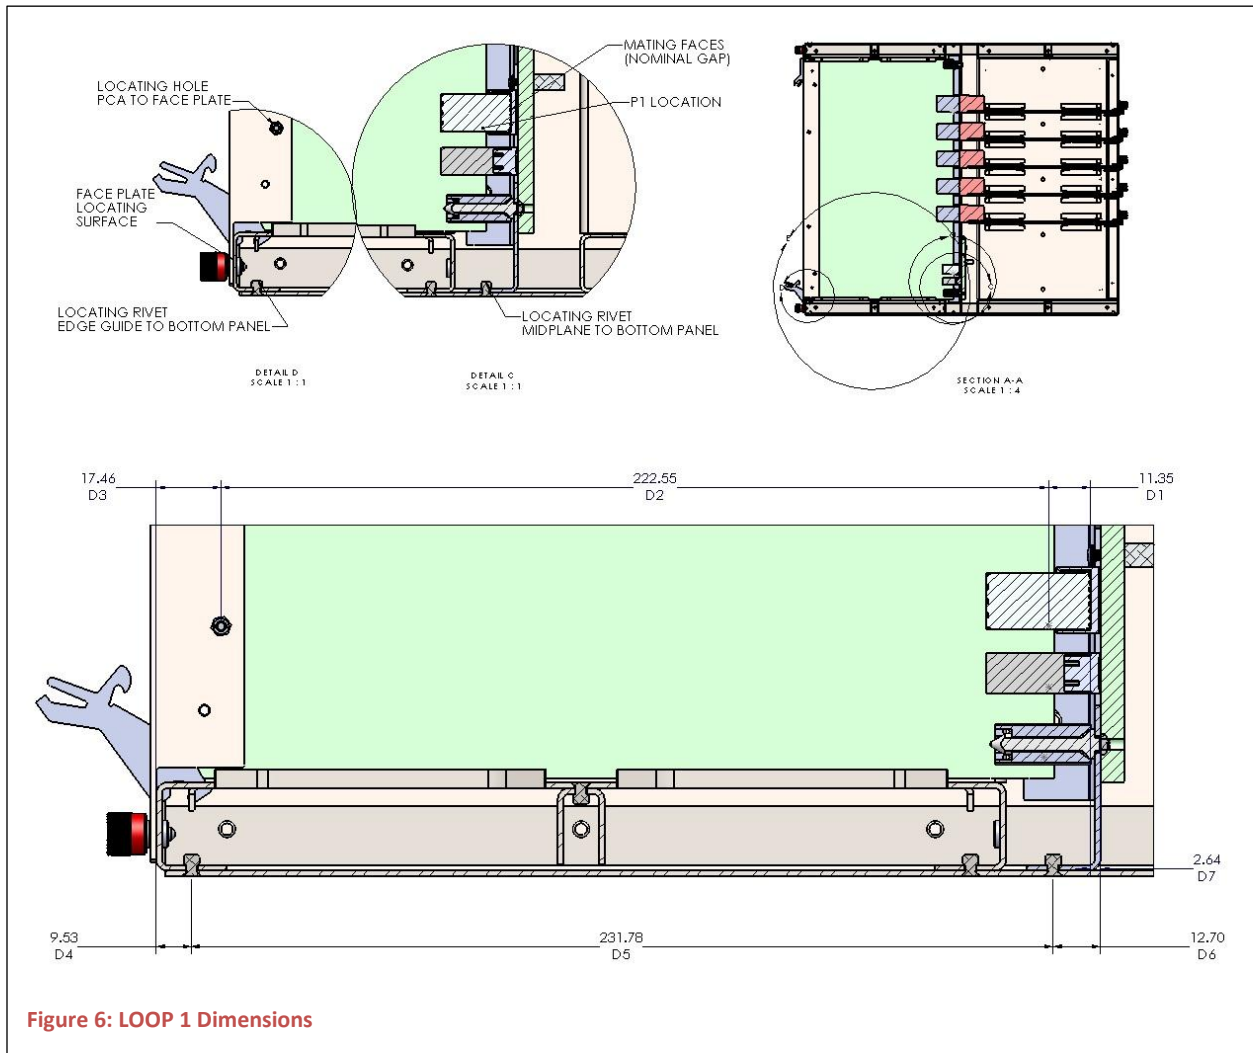 MATING FACES
(NOMINAL GAP)
LOCATING HOLE
PCA TO FACE PLATE
P1 LOCATION
FACE PLATE
LOCATING
SURFACE
LOCATING RIVET
EDGE GUIDE TO BOTTOM PANEL
LOCATING RIVET
MIDPLANE TO BOTTOM PANEL
DETAIL D
SCALE 1 : 1
DETAIL C
SCALE 1 : 1
SECTION A-A
SCALE 1 : 4
17.46
D3
222.55
D2
11.35
D1
2.64
D7
9.53
D4
231.78
D5
12.70
D6
Figure 6: LOOP 1 Dimensions